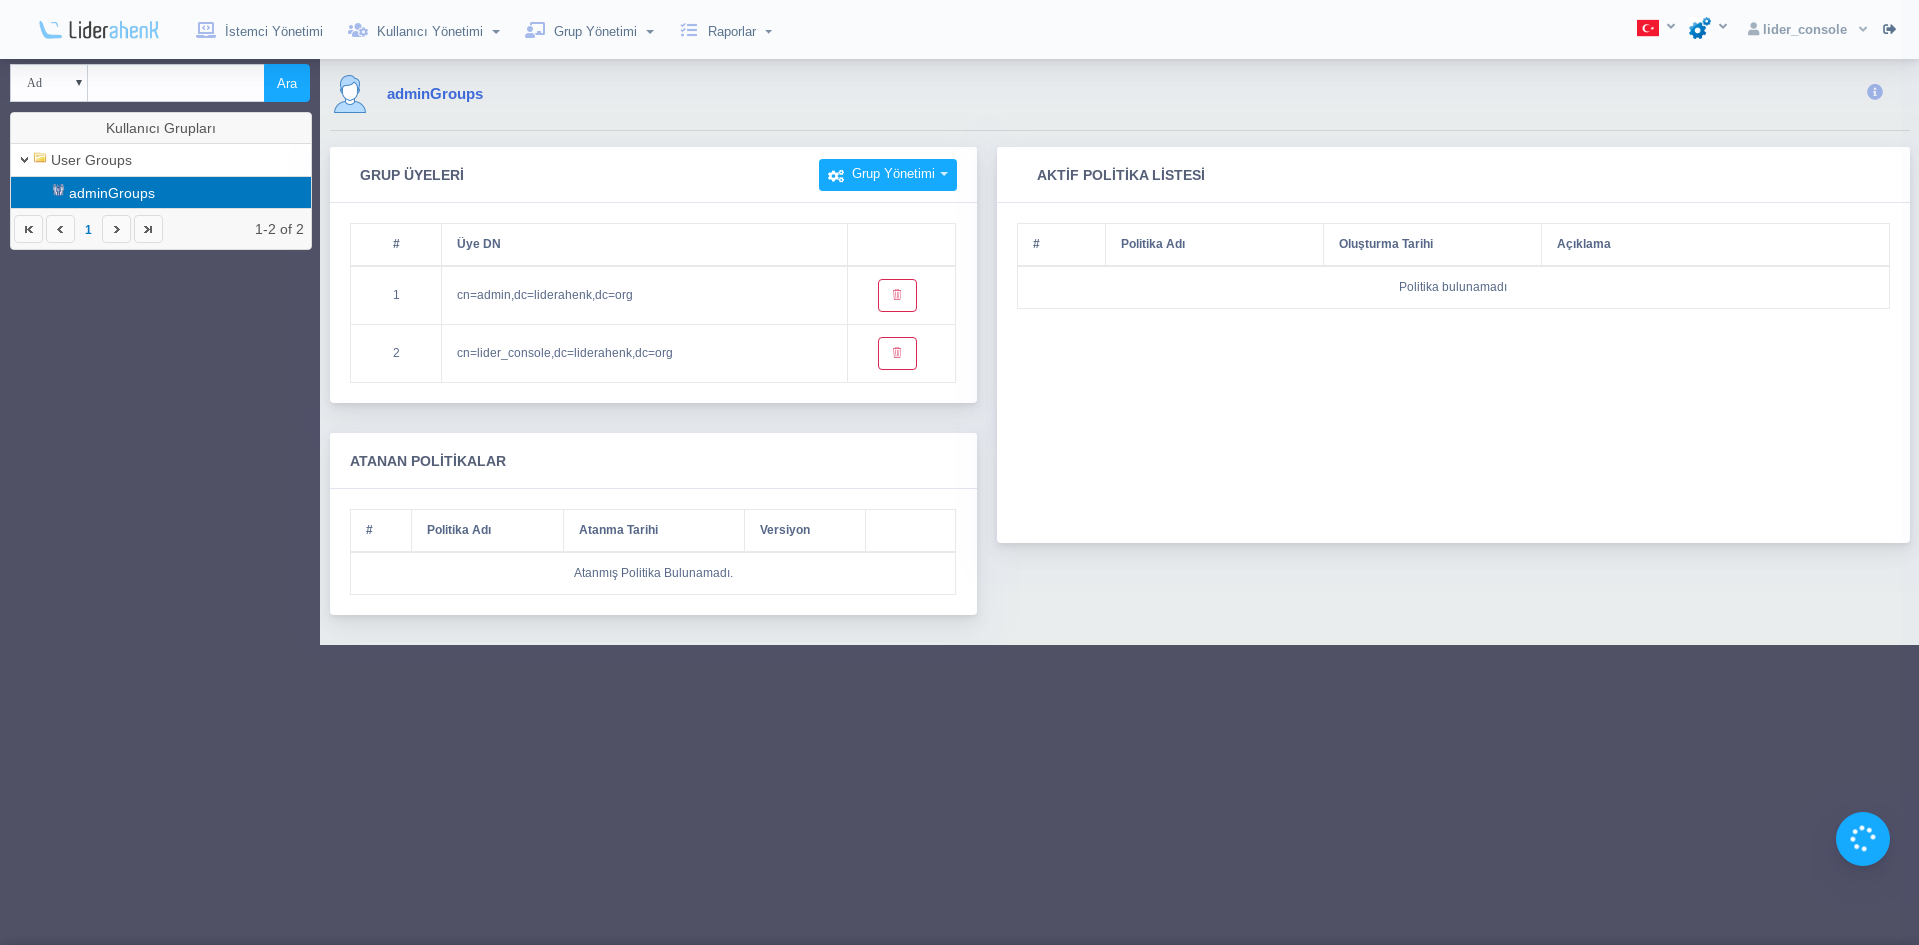 Liderahenk
İstemci Yönetimi
Kullanıcı Yönetimi
Grup Yönetimi
Raporlar
lider_console
Ad
Ara
Kullanıcı Grupları
User Groups
adminGroups
1
1-2 of 2
adminGroups
GRUP ÜYELERİ
Grup Yönetimi
# Üye DN
1 cn=admin,dc=liderahenk,dc=org
2 cn=lider_console,dc=liderahenk,dc=org
ATANAN POLİTİKALAR
# Politika Adı Atanma Tarihi Versiyon
Atanmış Politika Bulunamadı.
AKTİF POLİTİKA LİSTESİ
# Politika Adı Oluşturma Tarihi Açıklama
Politika bulunamadı